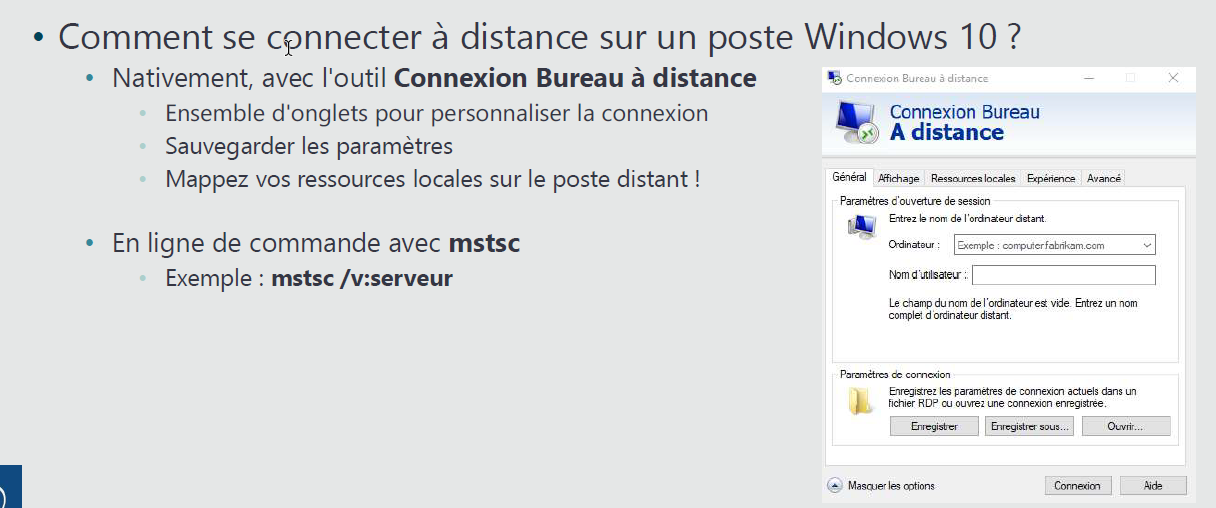 Comment se connecter à distance sur un poste Windows 10 ?
Nativement, avec l'outil Connexion Bureau à distance
Ensemble d'onglets pour personnaliser la connexion
Sauvegarder les paramètres
Mappez vos ressources locales sur le poste distant !
En ligne de commande avec mstsc
Exemple : mstsc /v:serveur
Connexion Bureau à distance
Connexion Bureau
A distance
Général Affichage Ressources locales Expérience Avancé
Paramètres d'ouverture de session
Entrez le nom de l'ordinateur distant.
Ordinateur : Exemple : computer.fabrikam.com
Nom d'utilisateur :
Le champ du nom de l'ordinateur est vide. Entrez un nom
complet d'ordinateur distant.
Paramètres de connexion
Enregistrez les paramètres de connexion actuels dans un
fichier RDP ou ouvrez une connexion enregistrée.
Enregistrer Enregistrer sous... Ouvrir...
Masquer les options Connexion Aide